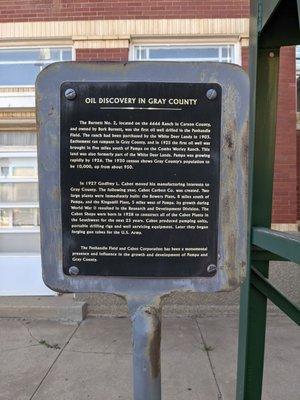 OIL DISCOVERY IN GRAY COUNTY
The Burnett No. 2, located on the 6666 Ranch in Carson County,
and owned by Burk Burnett, was the first oil well drilled in the Panhandle
Field. The ranch had been purchased by the White Deer Lands in 1903.
Excitement ran rampant in Gray County, and in 1925 the first oil well was
brought in five miles south of Pampa on the Combs Worley Ranch. This
land was also formerly part of the White Deer Lands. Pampa was growing
rapidly by 1926. The 1930 census shows Gray County's population to
be 10,000, up from about 950.
In 1927 Godfrey L. Cabot moved his manufacturing interests to
Gray County. The following year, Cabot Carbon Co. was created. Two
large plants were immediately built: the Bowers Plant, 8 miles south of
Pampa, and the Kingsmill Plant, 5 miles west of Pampa. Its growth during
World War II resulted in the Research and Development Division. The
Cabot Shops were born in 1928 to construct all of the Cabot Plants in
the Southwest for the next 25 years. Cabot produced pumping units,
portable drilling rigs and well servicing equipment. Later they began
forging gun tubes for the U.S. Army.
The Panhandle Field and Cabot Corporation has been a monumental
presence and influence in the growth and development of Pampa and
Gray County.